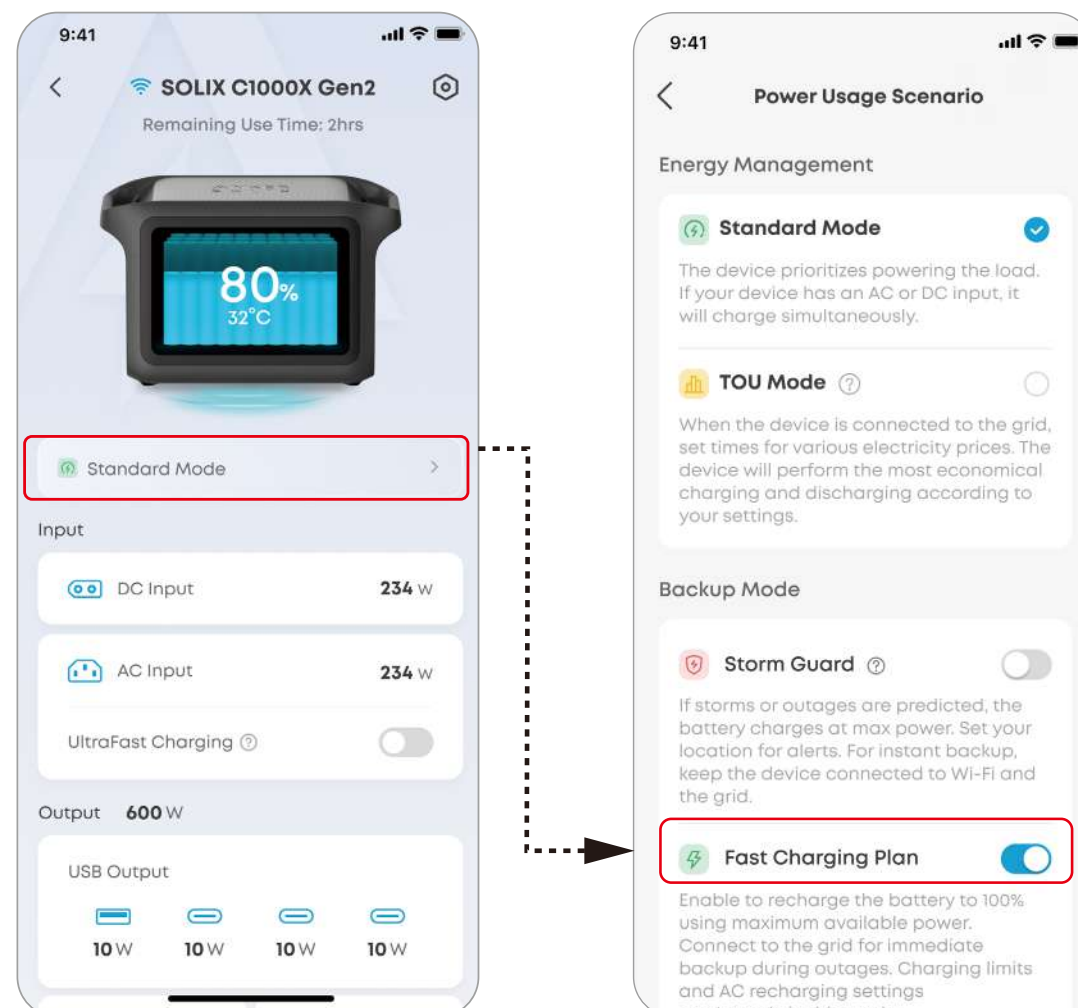 9:41
SOLIX C1000X Gen2
Remaining Use Time: 2hrs
80%
32°C
Standard Mode
Input
DC Input 234 W
AC Input 234 W
UltraFast Charging ?
Output 600 W
USB Output
10 W 10 W 10 W 10 W
9:41
Power Usage Scenario
Energy Management
Standard Mode
The device prioritizes powering the load.
If your device has an AC or DC input, it
will charge simultaneously.
TOU Mode ?
When the device is connected to the grid,
set times for various electricity prices. The
device will perform the most economical
charging and discharging according to
your settings.
Backup Mode
Storm Guard ?
If storms or outages are predicted, the
battery charges at max power. Set your
location for alerts. For instant backup,
keep the device connected to Wi-Fi and
the grid.
Fast Charging Plan
Enable to recharge the battery to 100%
using maximum available power.
Connect to the grid for immediate
backup during outages. Charging limits
and AC recharging settings